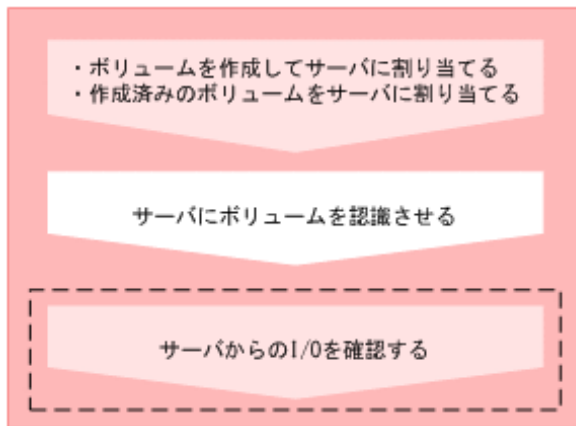 ・ボリュームを作成してサーバに割り当てる
・作成済みのボリュームをサーバに割り当てる
サーバにボリュームを認識させる
サーバからのI/Oを確認する